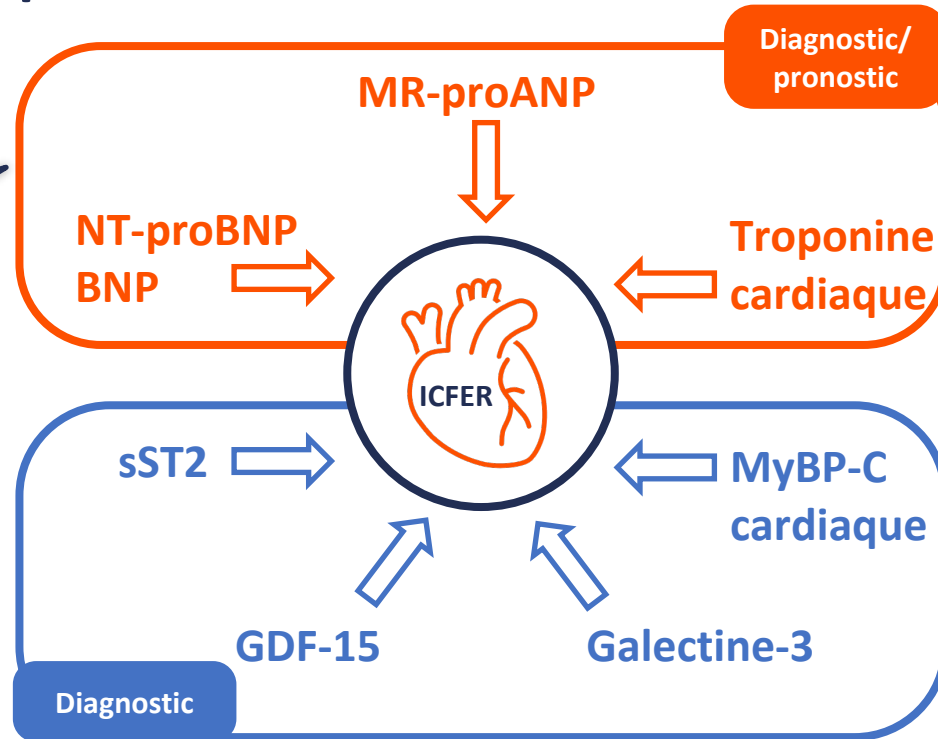 Diagnostic/
pronostic
MR-proANP
NT-proBNP
BNP
Troponine
cardiaque
ICFER
sST2
MyBP-C
cardiaque
GDF-15
Galectine-3
Diagnostic